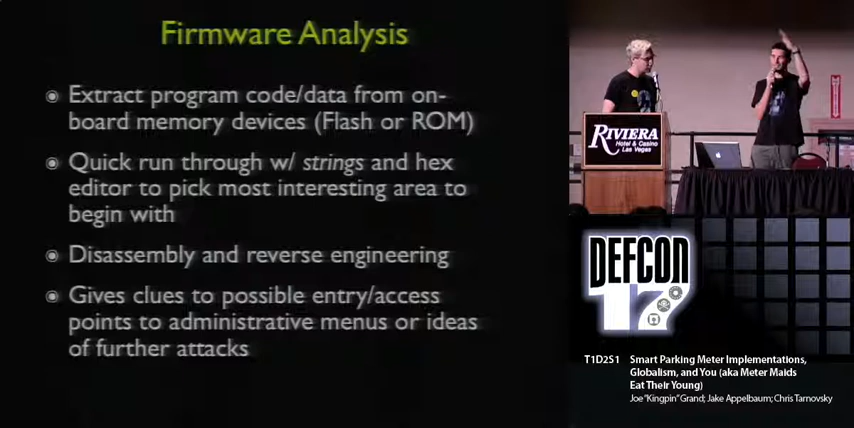 Firmware Analysis
Extract program code/data from on-
board memory devices (Flash or ROM)
Quick run through w/ strings and hex
editor to pick most interesting area to
begin with
Disassembly and reverse engineering
Gives clues to possible entry/access
points to administrative menus or ideas
of further attacks
RIVIERA
Hotel & Casino
Las Vegas
DEFCON
17
T1D2S1 Smart Parking Meter Implementations,
Globalism, and You (aka Meter Maids
Eat Their Young)
Joe "Kingpin" Grand; Jake Appelbaum; Chris Tarnovsky